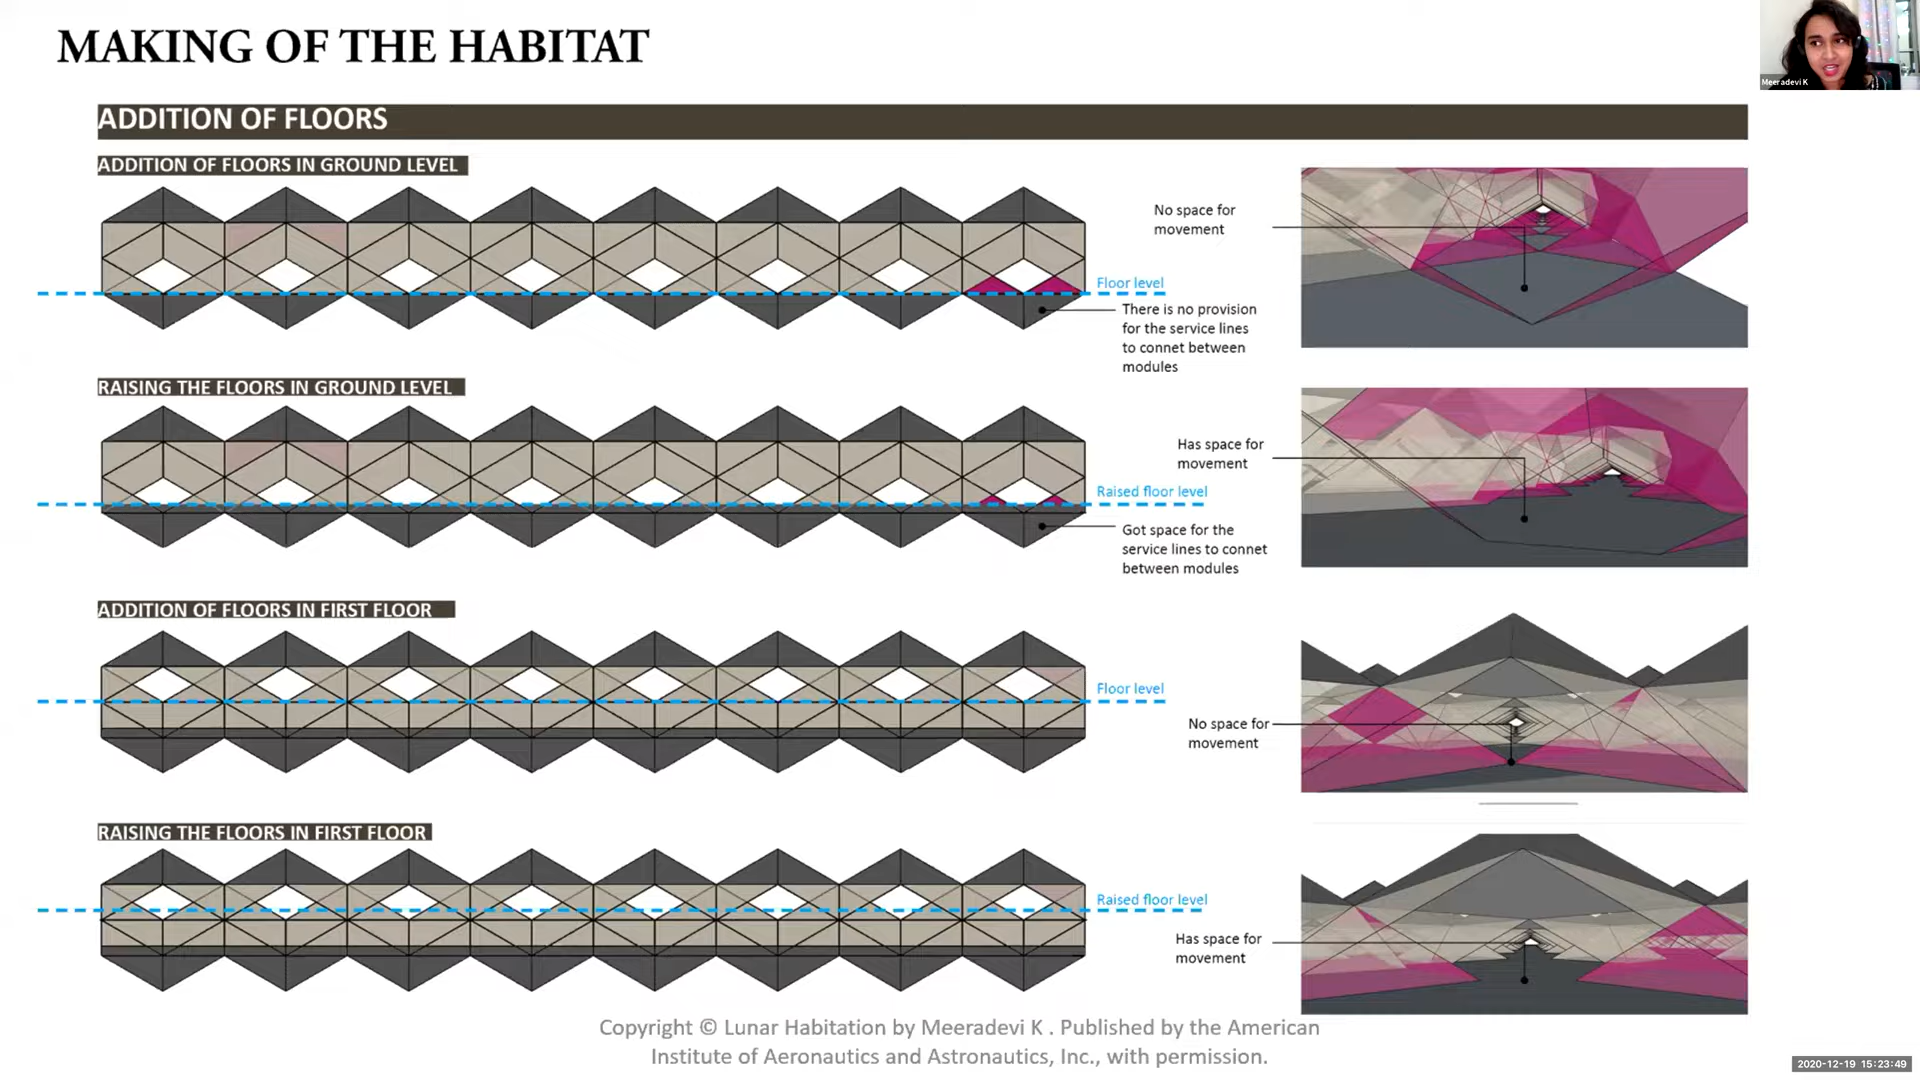 MAKING OF THE HABITAT
Meeradevi K
ADDITION OF FLOORS
ADDITION OF FLOORS IN GROUND LEVEL
No space for
movement
Floor level
There is no provision
for the service lines
to connet between
modules
RAISING THE FLOORS IN GROUND LEVEL
Has space for
movement
Raised floor level
Got space for the
service lines to connet
between modules
ADDITION OF FLOORS IN FIRST FLOOR
Floor level
No space for
movement
RAISING THE FLOORS IN FIRST FLOOR
Raised floor level
Has space for
movement
Copyright © Lunar Habitation by Meeradevi K . Published by the American
Institute of Aeronautics and Astronautics, Inc., with permission.
2020-12-19 15:23:49